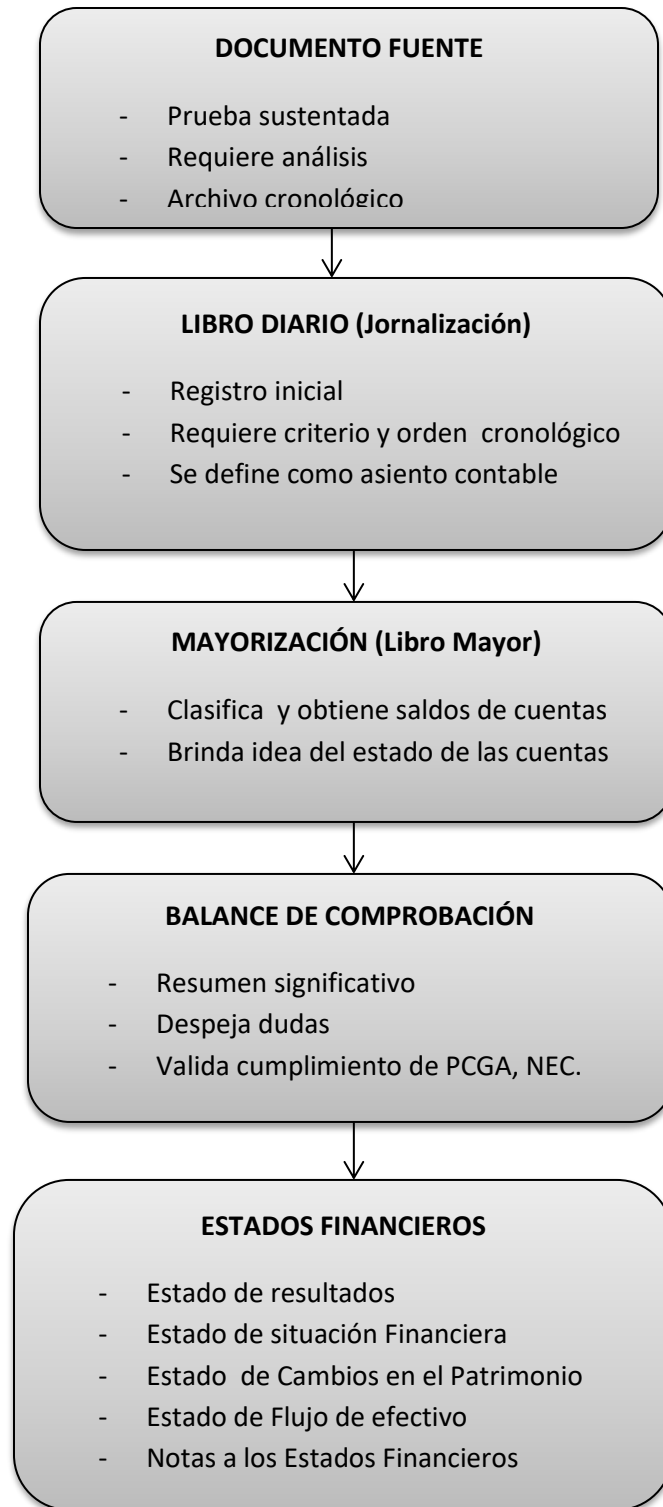 DOCUMENTO FUENTE
- Prueba sustentada
- Requiere análisis
- Archivo cronológico
LIBRO DIARIO (Jornalización)
- Registro inicial
- Requiere criterio y orden cronológico
- Se define como asiento contable
MAYORIZACIÓN (Libro Mayor)
- Clasifica y obtiene saldos de cuentas
- Brinda idea del estado de las cuentas
BALANCE DE COMPROBACIÓN
- Resumen significativo
- Despeja dudas
- Valida cumplimiento de PCGA, NEC.
ESTADOS FINANCIEROS
- Estado de resultados
- Estado de situación Financiera
- Estado de Cambios en el Patrimonio
- Estado de Flujo de efectivo
- Notas a los Estados Financieros